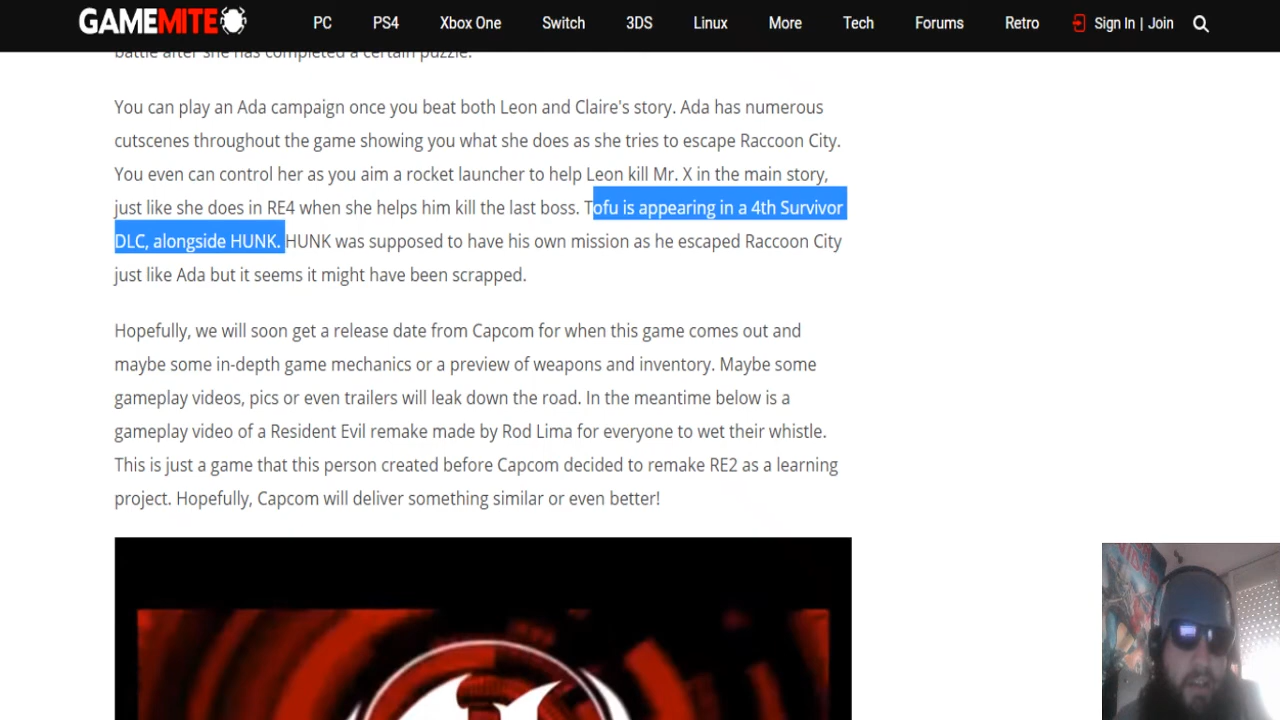 GAMEMITE PC PS4 Xbox One Switch 3DS Linux More Tech Forums Retro Sign In | Join
battle after she has completed a certain puzzle.
You can play an Ada campaign once you beat both Leon and Claire's story. Ada has numerous
cutscenes throughout the game showing you what she does as she tries to escape Raccoon City.
You even can control her as you aim a rocket launcher to help Leon kill Mr. X in the main story,
just like she does in RE4 when she helps him kill the last boss. Tofu is appearing in a 4th Survivor
DLC, alongside HUNK. HUNK was supposed to have his own mission as he escaped Raccoon City
just like Ada but it seems it might have been scrapped.
Hopefully, we will soon get a release date from Capcom for when this game comes out and
maybe some in-depth game mechanics or a preview of weapons and inventory. Maybe some
gameplay videos, pics or even trailers will leak down the road. In the meantime below is a
gameplay video of a Resident Evil remake made by Rod Lima for everyone to wet their whistle.
This is just a game that this person created before Capcom decided to remake RE2 as a learning
project. Hopefully, Capcom will deliver something similar or even better!